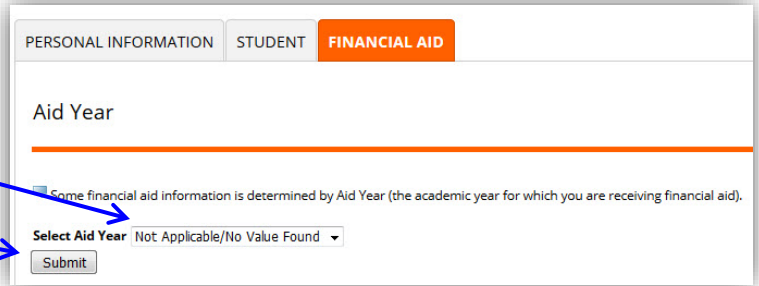 PERSONAL INFORMATION STUDENT FINANCIAL AID
Aid Year
Some financial aid information is determined by Aid Year (the academic year for which you are receiving financial aid).
Select Aid Year Not Applicable/No Value Found
Submit